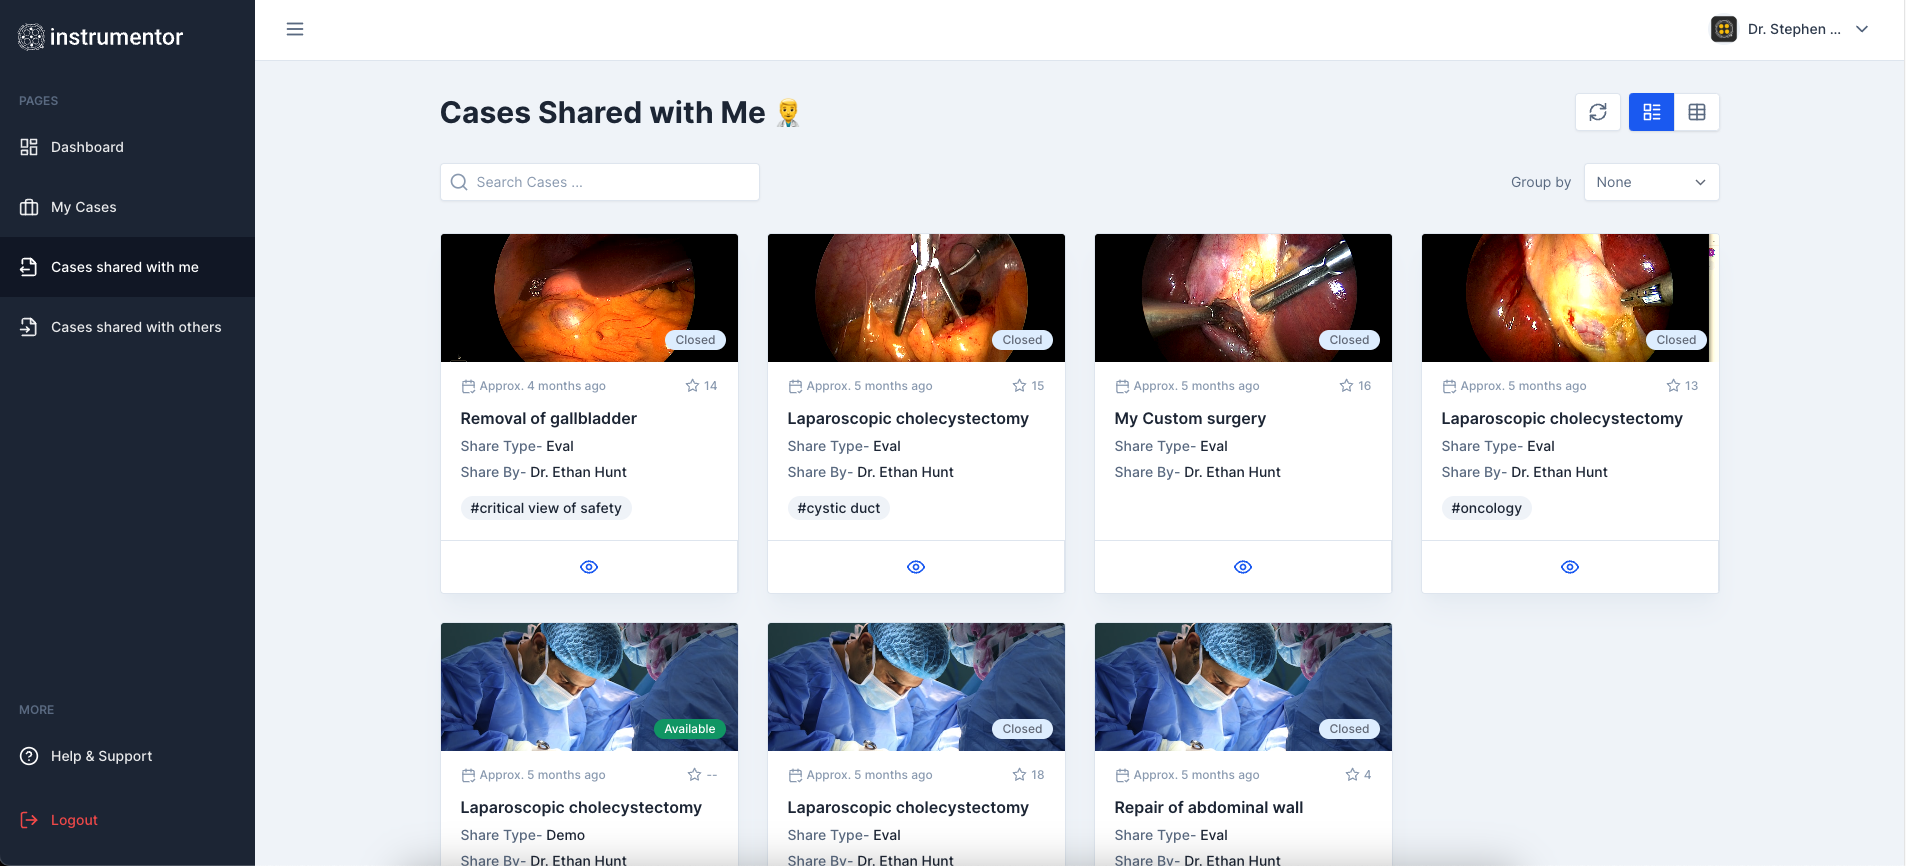 instrumentor
Dr. Stephen ...
PAGES
Dashboard
My Cases
Cases shared with me
Cases shared with others
MORE
Help & Support
Logout
Cases Shared with Me
Search Cases ...
Group by
None
Closed
Approx. 4 months ago
14
Removal of gallbladder
Share Type- Eval
Share By- Dr. Ethan Hunt
#critical view of safety
Closed
Approx. 5 months ago
15
Laparoscopic cholecystectomy
Share Type- Eval
Share By- Dr. Ethan Hunt
#cystic duct
Closed
Approx. 5 months ago
16
My Custom surgery
Share Type- Eval
Share By- Dr. Ethan Hunt
Closed
Approx. 5 months ago
13
Laparoscopic cholecystectomy
Share Type- Eval
Share By- Dr. Ethan Hunt
#oncology
Available
Approx. 5 months ago
--
Laparoscopic cholecystectomy
Share Type- Demo
Share By- Dr. Ethan Hunt
Closed
Approx. 5 months ago
18
Laparoscopic cholecystectomy
Share Type- Eval
Share By- Dr. Ethan Hunt
Closed
Approx. 5 months ago
4
Repair of abdominal wall
Share Type- Eval
Share By- Dr. Ethan Hunt